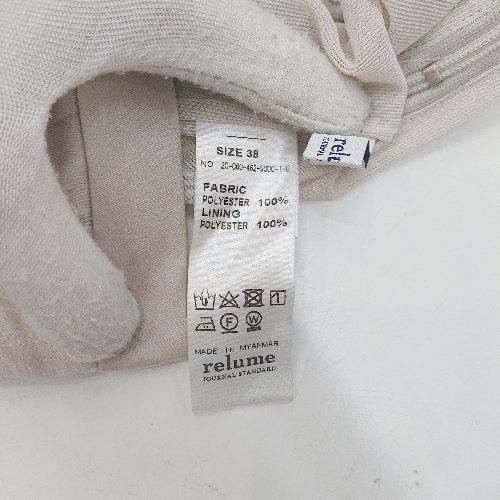 SIZE 38
NO 20-060-462-9000-1-0
FABRIC
POLYESTER 100%
LINING
POLYESTER 100%
F W
MADE IN MYANMAR
relume
JOURNAL STANDARD